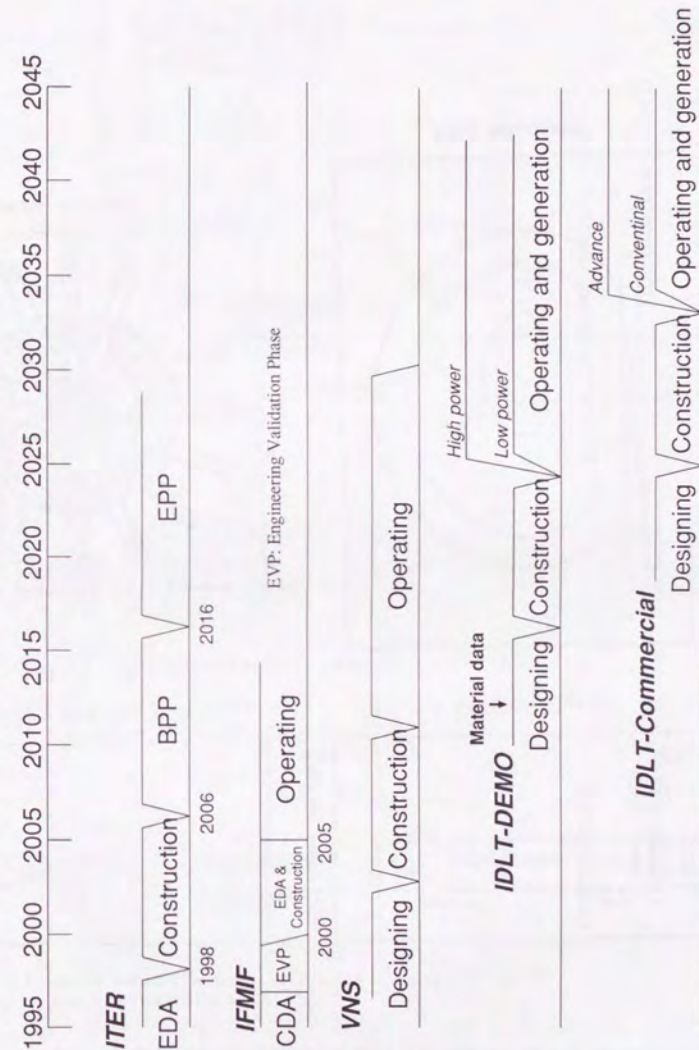 1995 2000 2005 2010 2015 2020 2025 2030 2035 2040 2045
ITER
EDA Construction BPP EPP
1998 2006 2016
IFMIF
CDA EVP EDA &
Construction Operating
EVP: Engineering Validation Phase
2000 2005
VNS
Designing Construction Operating
Material data
High power
IDLT-DEMO
Low power
Designing Construction Operating and generation
IDLT-Commercial
Advance
Conventinal
Designing Construction Operating and generation